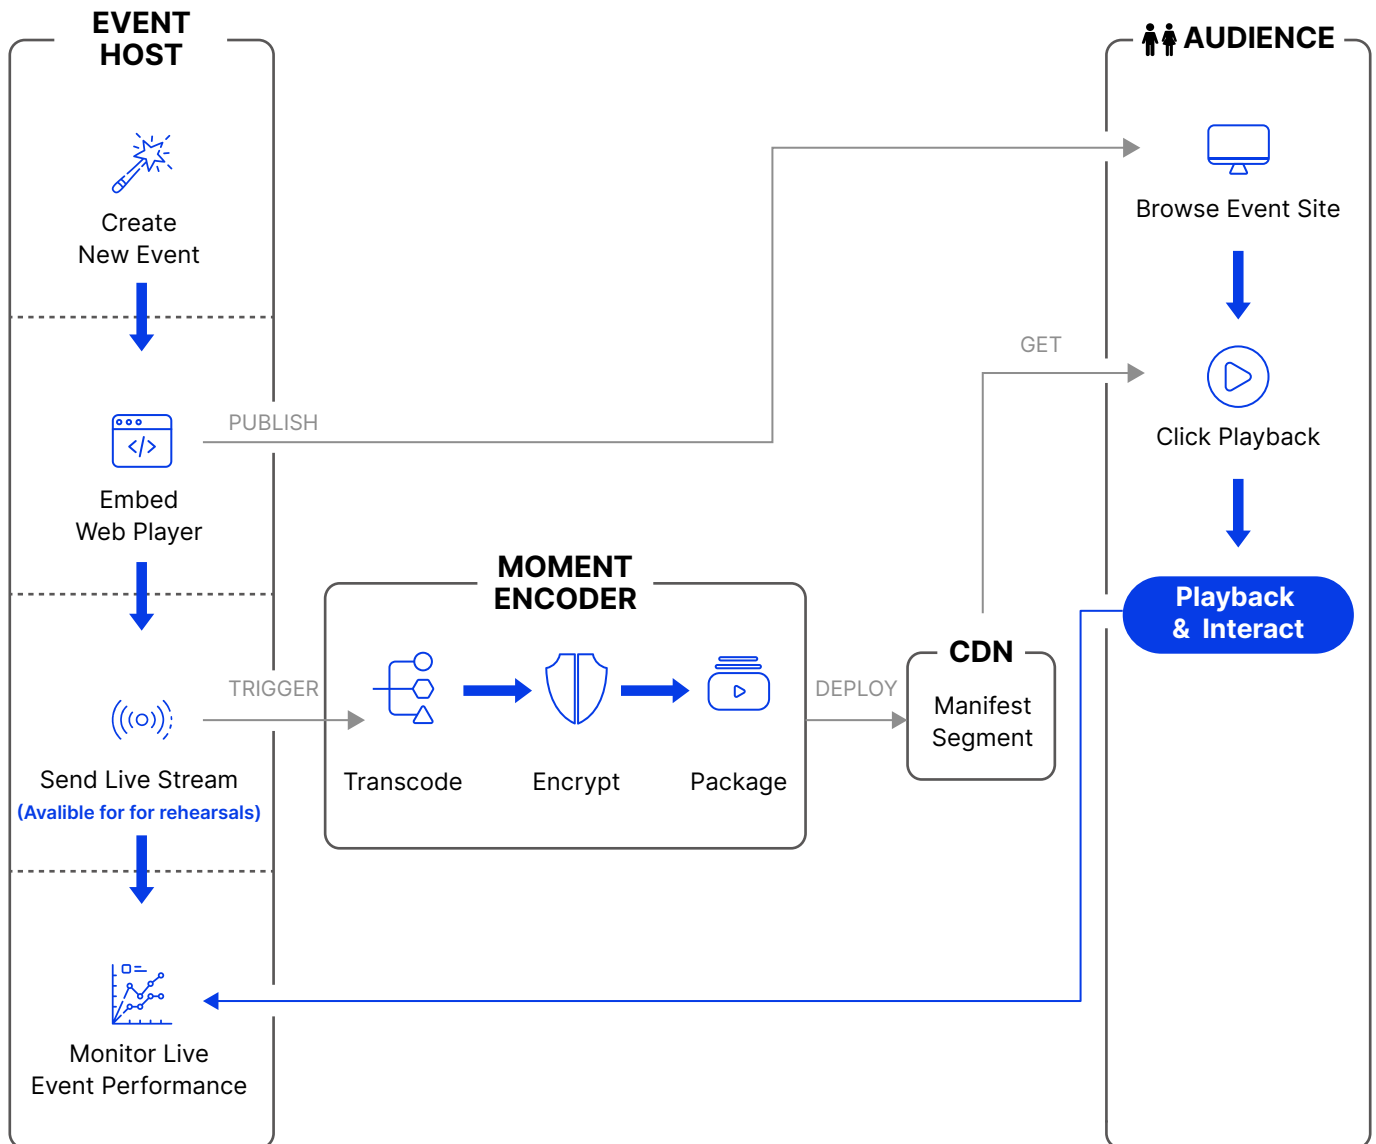 EVENT
HOST
Create
New Event
Embed
Web Player
PUBLISH
Send Live Stream
(Avalible for for rehearsals)
TRIGGER
Monitor Live
Event Performance
MOMENT
ENCODER
Transcode
Encrypt
Package
DEPLOY
CDN
Manifest
Segment
GET
AUDIENCE
Browse Event Site
Click Playback
Playback
& Interact